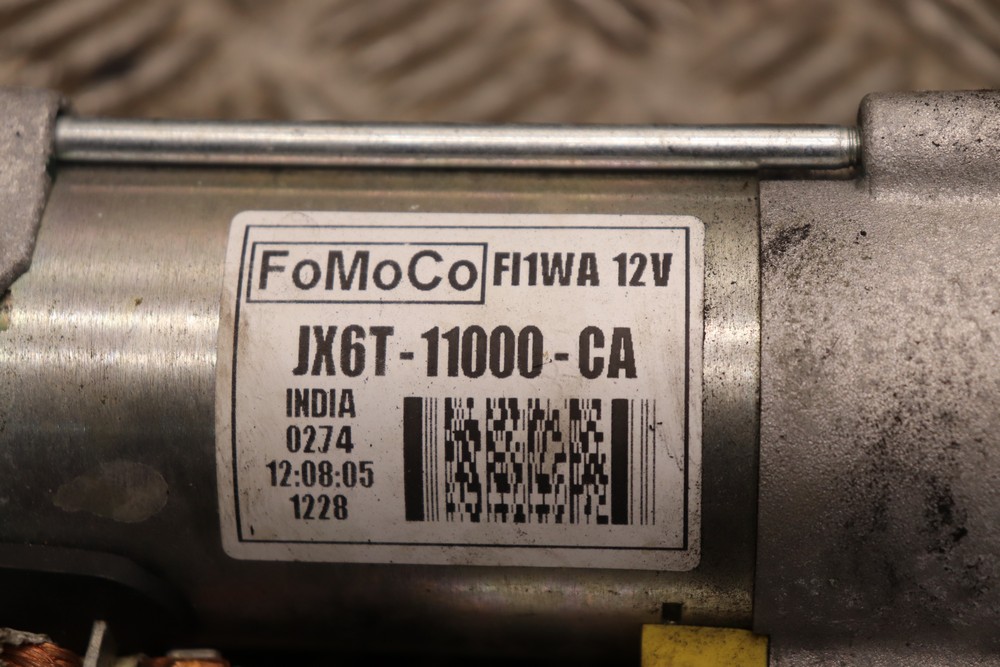 FoMoCo FI1WA 12V
JX6T-11000-CA
INDIA
0274
12:08:05
1228